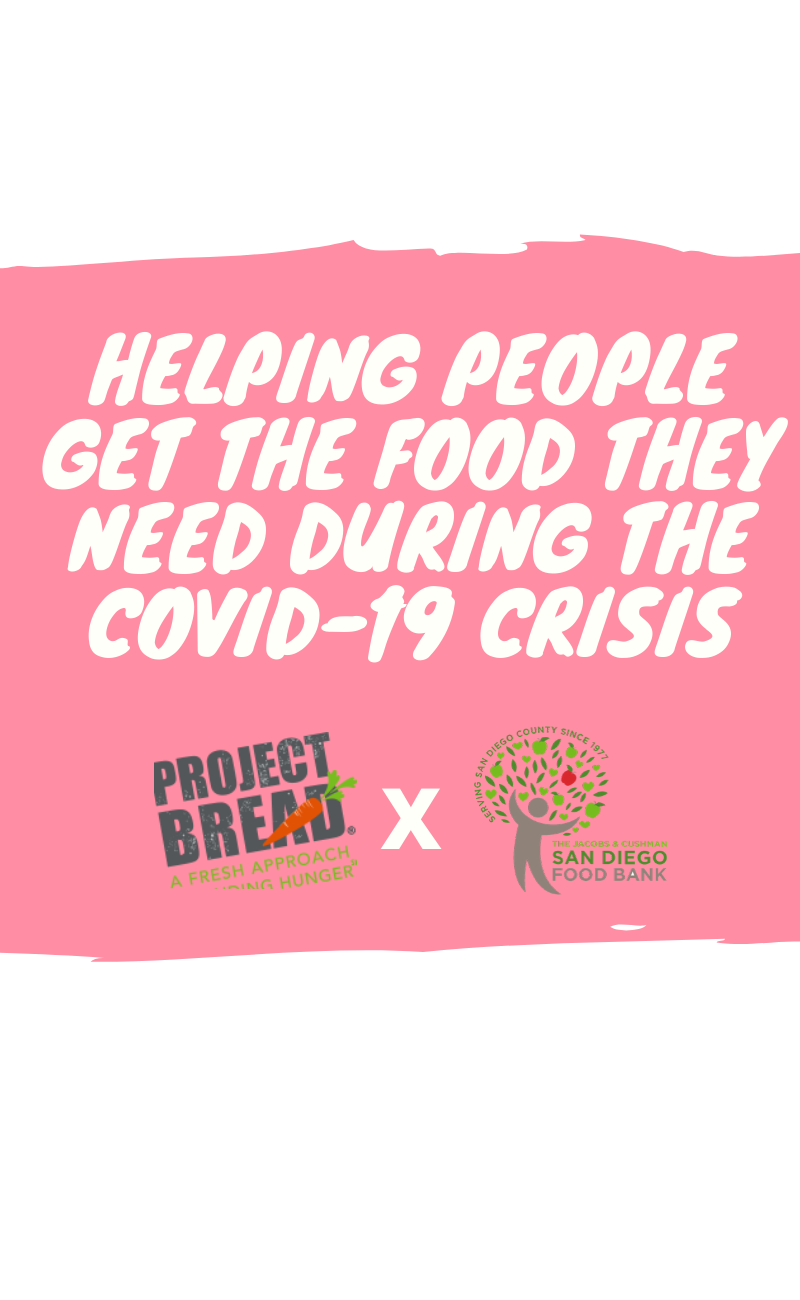 HELPING PEOPLE
GET THE FOOD THEY
NEED DURING THE
COVID-19 CRISIS
PROJECT
BREAD®
A FRESH APPROACH
HUNGER®
X
SERVING SAN DIEGO COUNTY SINCE 1977
THE JACOBS & CUSHMAN
SAN DIEGO
FOOD BANK